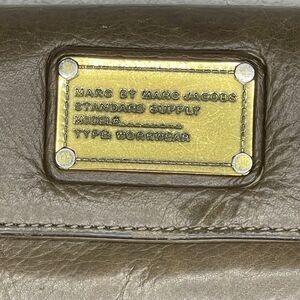 MARC BY MARC JACOBS
STANDARD SUPPLY
MODEL#:
TYPE: WORKWEAR